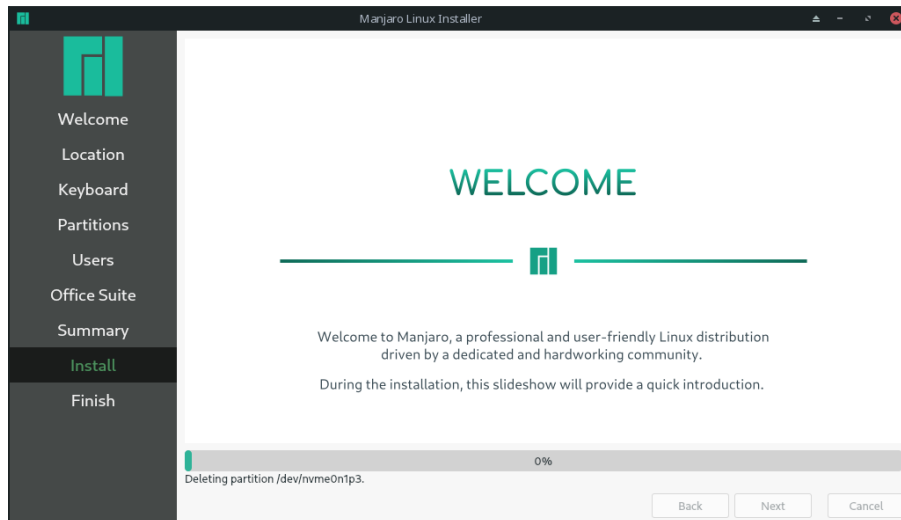 Manjaro Linux Installer
Welcome
Location
Keyboard
Partitions
Users
Office Suite
Summary
Install
Finish
WELCOME
Welcome to Manjaro, a professional and user-friendly Linux distribution
driven by a dedicated and hardworking community.
During the installation, this slideshow will provide a quick introduction.
0%
Deleting partition /dev/nvme0n1p3.
Back
Next
Cancel